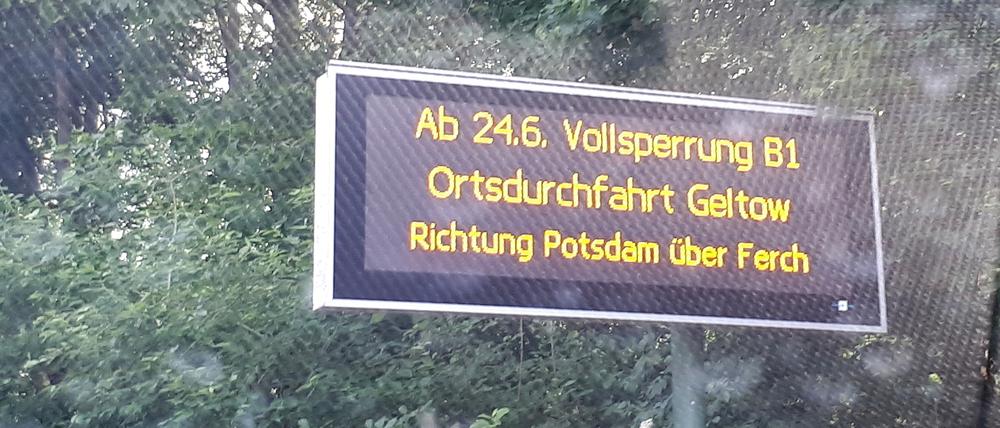 Ab 24.6. Vollsperrung B1
Ortsdurchfahrt Geltow
Richtung Potsdam über Ferch